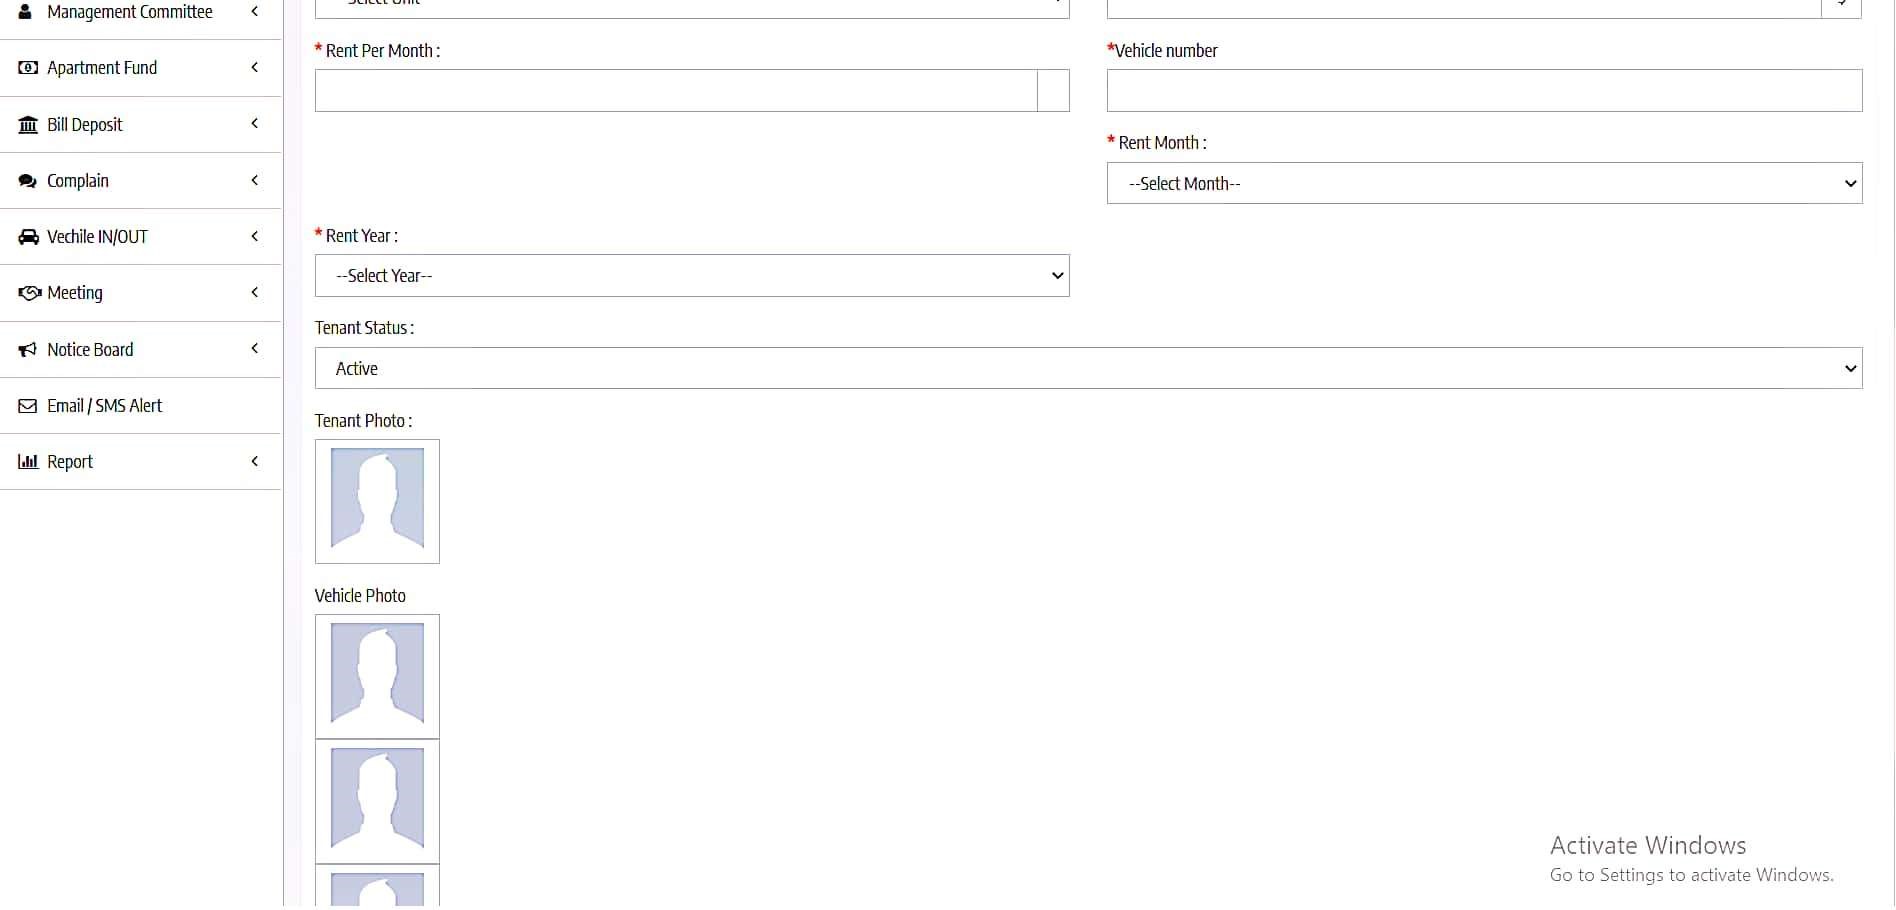 Management Committee
Apartment Fund
Bill Deposit
Complain
Vechile IN/OUT
Meeting
Notice Board
Email / SMS Alert
Report
* Rent Per Month :
*Vehicle number
* Rent Month :
--Select Month--
* Rent Year :
--Select Year--
Tenant Status :
Active
Tenant Photo :
Vehicle Photo
Activate Windows
Go to Settings to activate Windows.